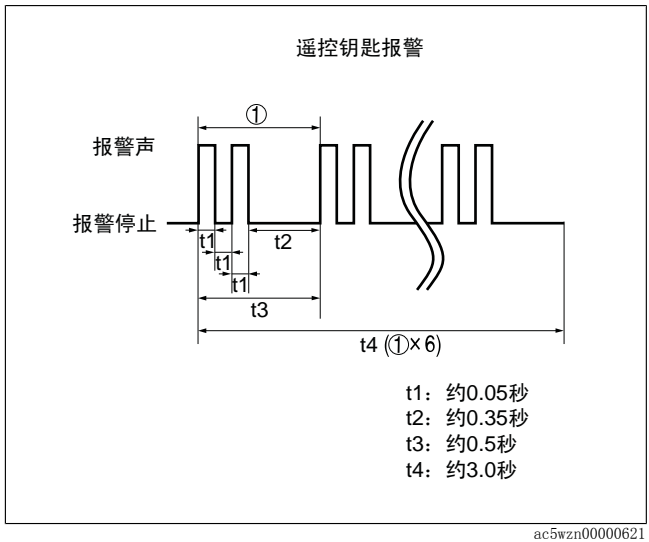 遥控钥匙报警
①
报警声
报警停止
t1
t2
t1
t1
t3
t4 (①×6)
t1：约0.05秒
t2：约0.35秒
t3：约0.5秒
t4：约3.0秒
ac5wzn00000621